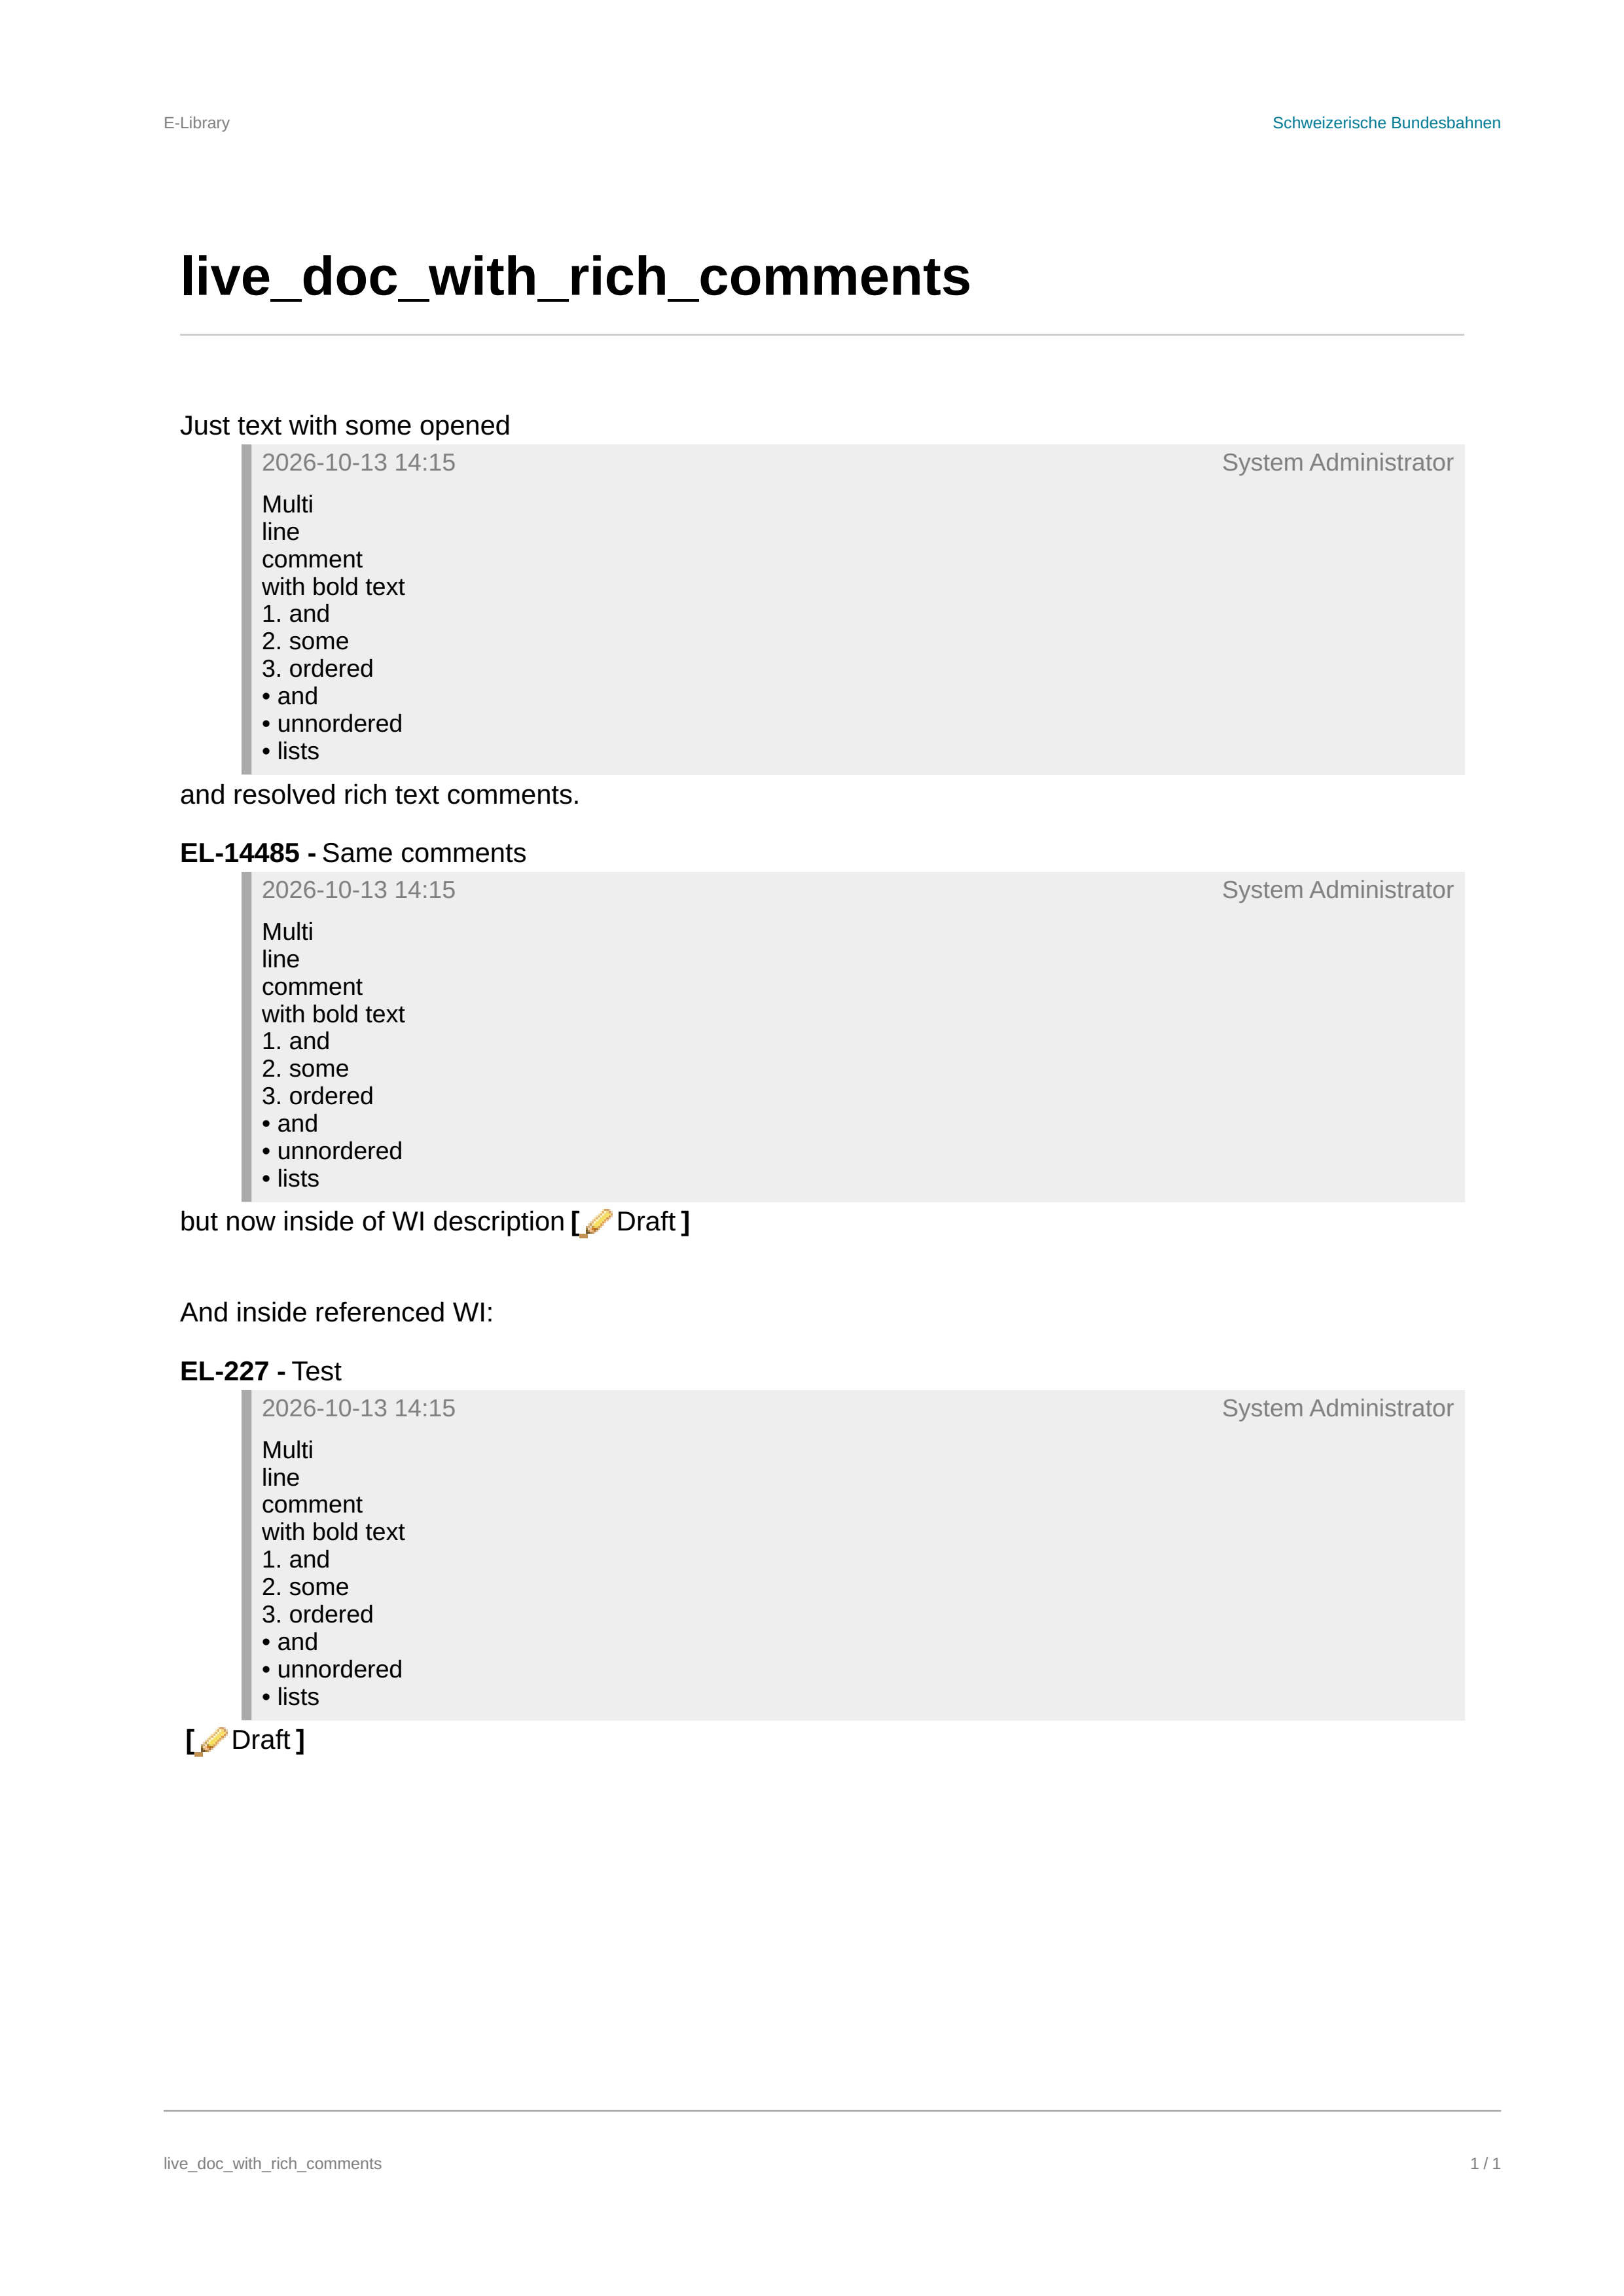 E-Library
Schweizerische Bundesbahnen
live_doc_with_rich_comments
Just text with some opened
2026-10-13 14:15 System Administrator
Multi
line
comment
with bold text
1. and
2. some
3. ordered
• and
• unnordered
• lists
and resolved rich text comments.
EL-14485 - Same comments
2026-10-13 14:15 System Administrator
Multi
line
comment
with bold text
1. and
2. some
3. ordered
• and
• unnordered
• lists
but now inside of WI description [ Draft ]
And inside referenced WI:
EL-227 - Test
2026-10-13 14:15 System Administrator
Multi
line
comment
with bold text
1. and
2. some
3. ordered
• and
• unnordered
• lists
[ Draft ]
live_doc_with_rich_comments
1 / 1